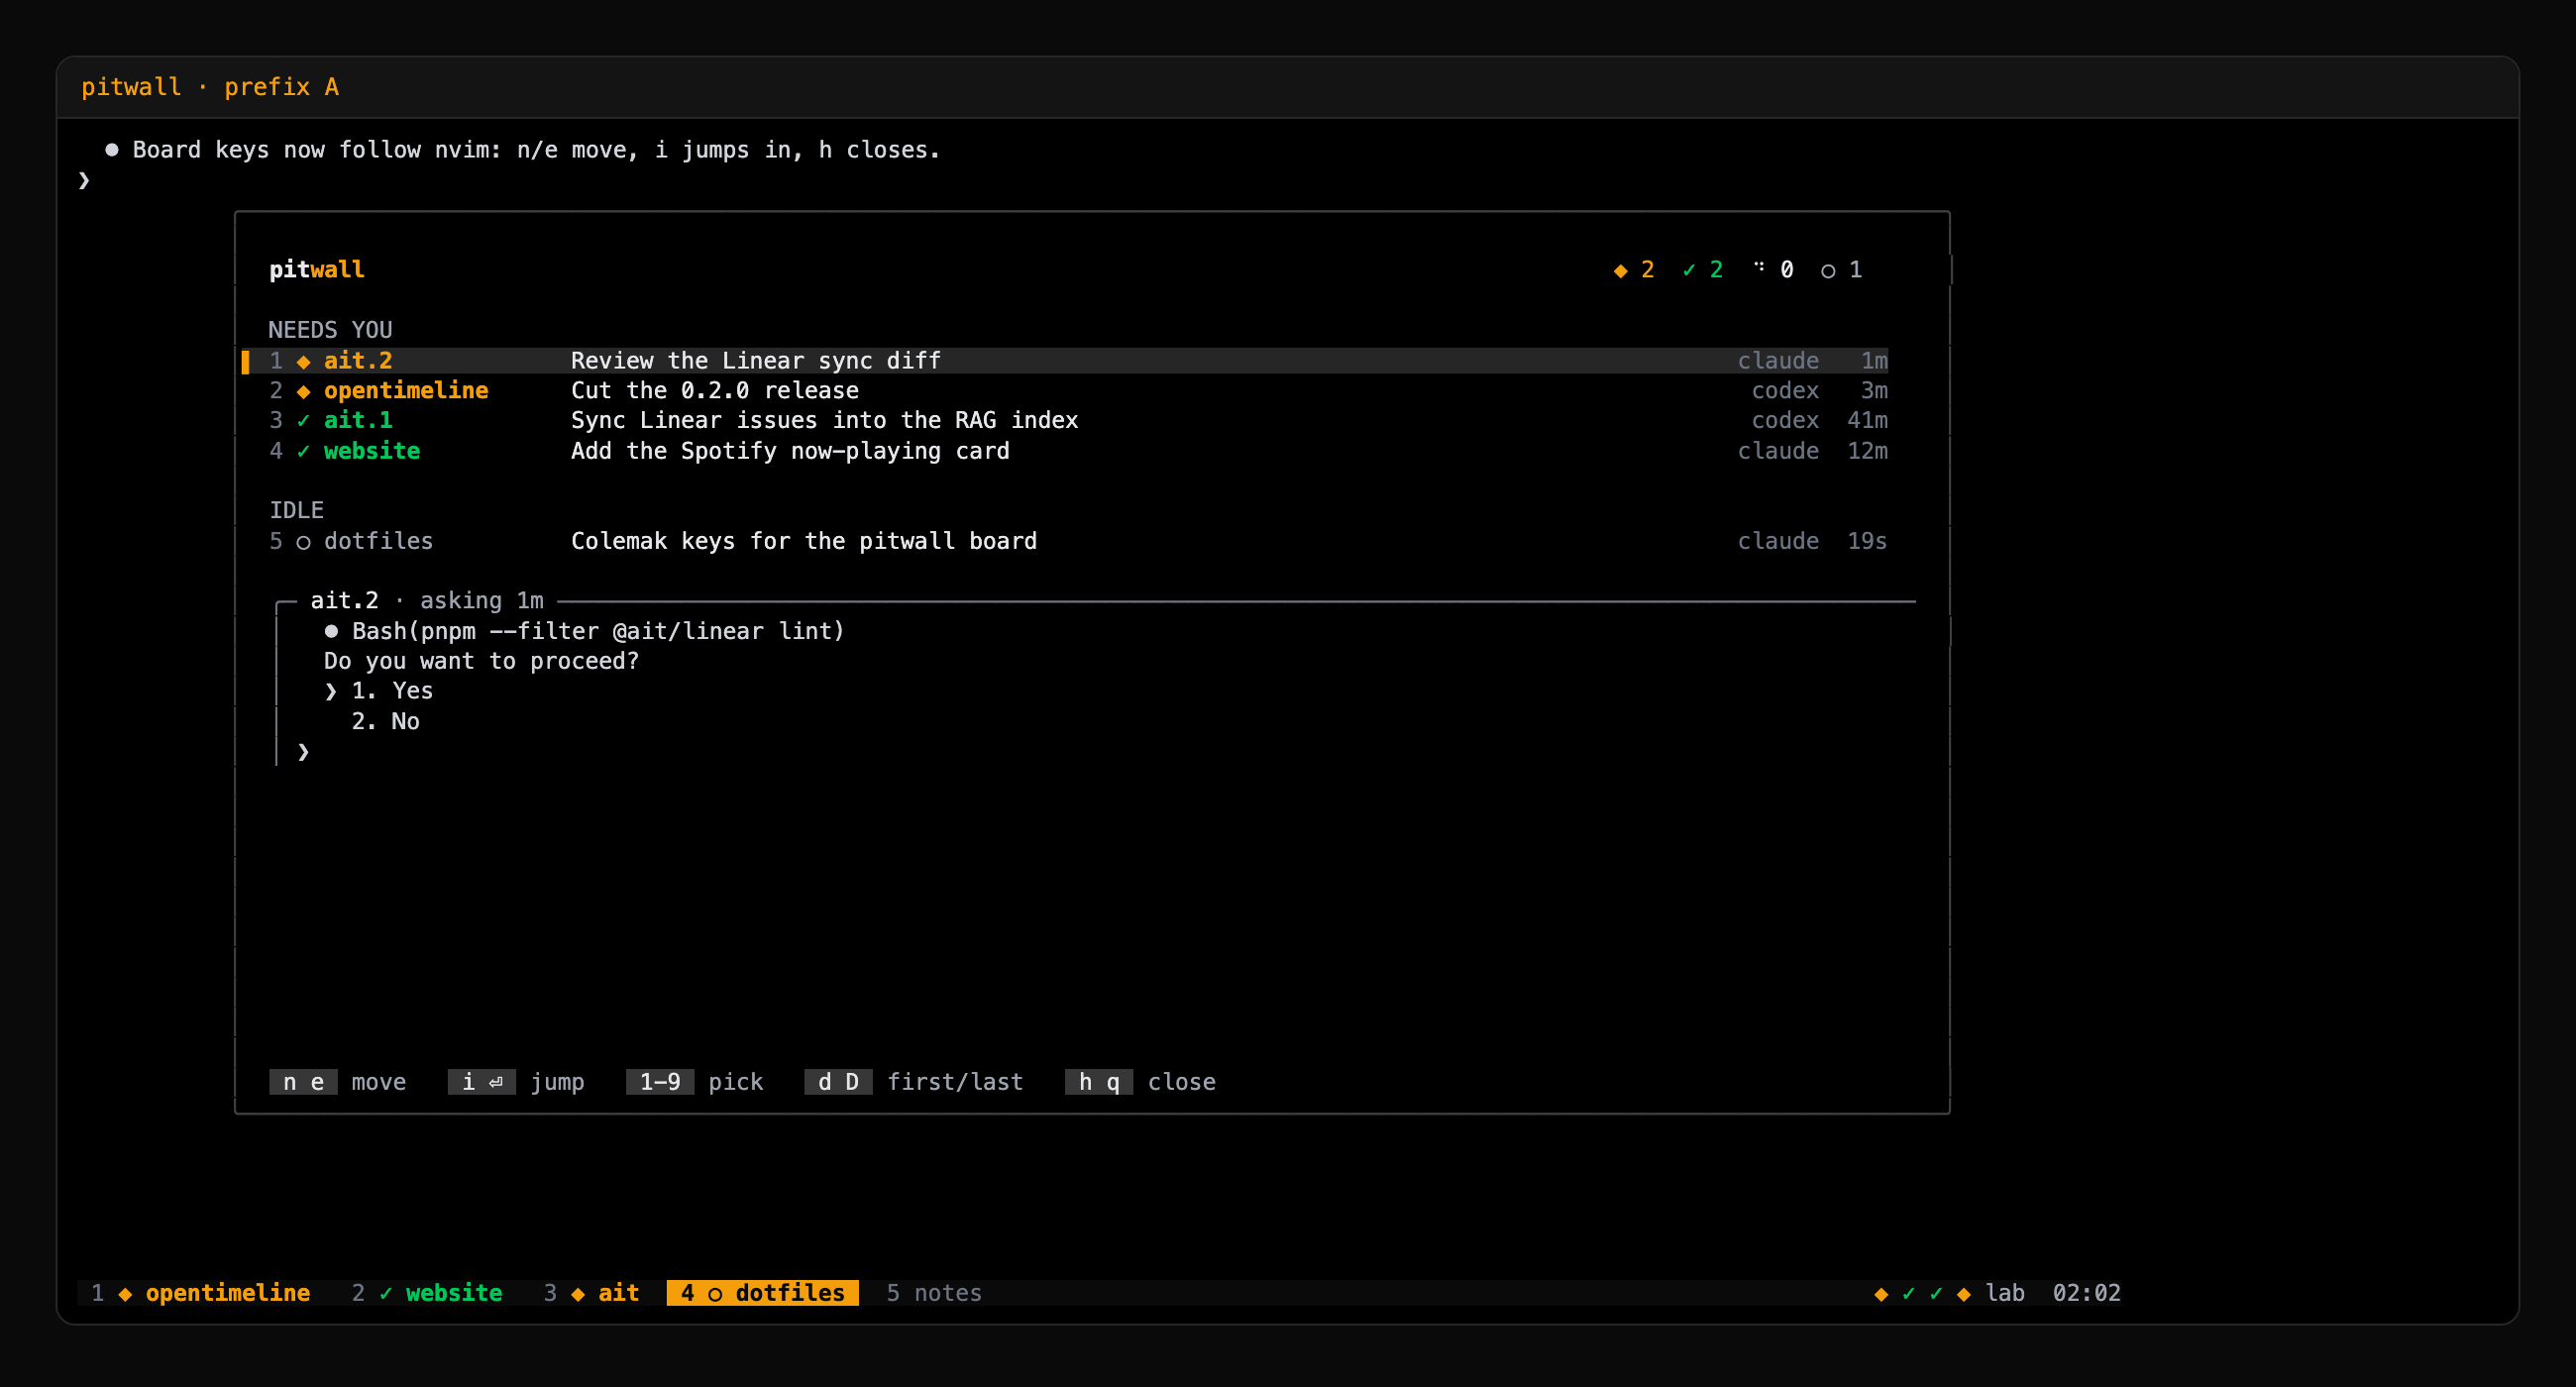 pitwall · prefix A
● Board keys now follow nvim: n/e move, i jumps in, h closes.
❯
pitwall ◆ 2 ✓ 2 ⠙ 0 ○ 1
NEEDS YOU
1 ◆ ait.2 Review the Linear sync diff claude 1m
2 ◆ opentimeline Cut the 0.2.0 release codex 3m
3 ✓ ait.1 Sync Linear issues into the RAG index codex 41m
4 ✓ website Add the Spotify now-playing card claude 12m
IDLE
5 ○ dotfiles Colemak keys for the pitwall board claude 19s
ait.2 · asking 1m
● Bash(pnpm --filter @ait/linear lint)
Do you want to proceed?
❯ 1. Yes
2. No
❯
n e move i ⏎ jump 1-9 pick d D first/last h q close
1 ◆ opentimeline 2 ✓ website 3 ◆ ait 4 ○ dotfiles 5 notes ◆ ✓ ✓ ◆ lab 02:02